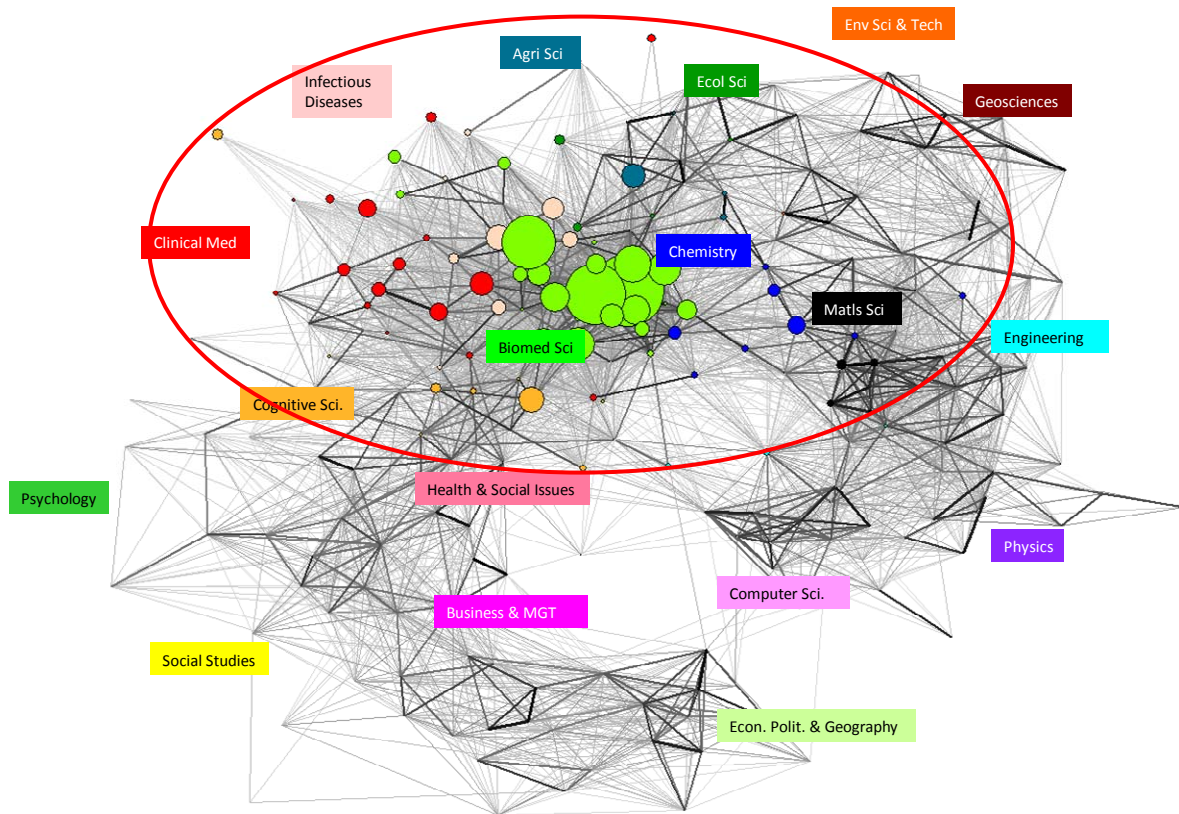 Env Sci & Tech
Agri Sci
Infectious
Diseases
Ecol Sci
Geosciences
Clinical Med
Chemistry
Matls Sci
Engineering
Biomed Sci
Cognitive Sci.
Health & Social Issues
Psychology
Physics
Computer Sci.
Business & MGT
Social Studies
Econ. Polit. & Geography